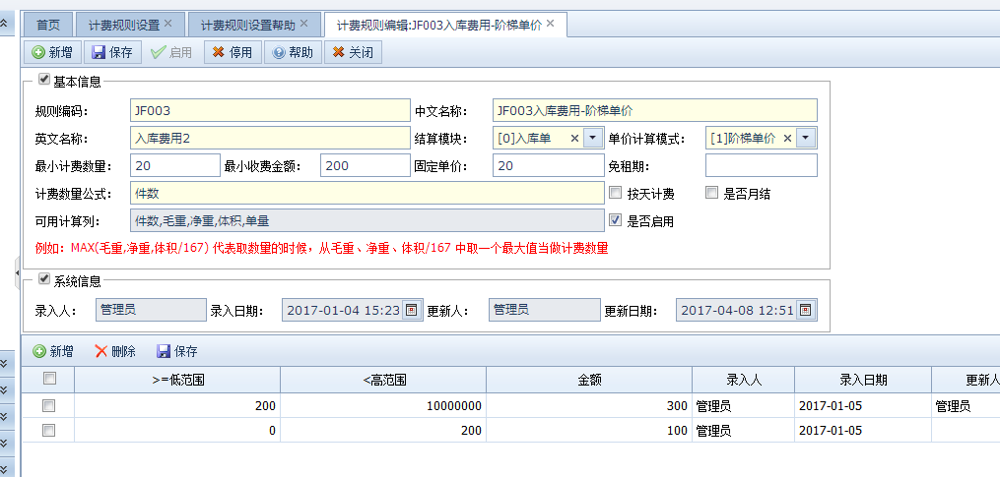 首页 计费规则设置 计费规则设置帮助 计费规则编辑:JF003入库费用-阶梯单价
新增 保存 启用 停用 帮助 关闭
基本信息
规则编码: JF003 中文名称: JF003入库费用-阶梯单价
英文名称: 入库费用2 结算模块: [0]入库单 单价计算模式: [1]阶梯单价
最小计费数量: 20 最小收费金额: 200 固定单价: 20 免租期:
计费数量公式: 件数 按天计费 是否月结
可用计算列: 件数,毛重,净重,体积,单量 是否启用
例如: MAX(毛重,净重,体积/167) 代表取数量的时候，从毛重、净重、体积/167 中取一个最大值当做计费数量
系统信息
录入人: 管理员 录入日期: 2017-01-04 15:23 更新人: 管理员 更新日期: 2017-04-08 12:51
新增 删除 保存
>=低范围 <高范围 金额 录入人 录入日期 更新人
200 10000000 300 管理员 2017-01-05 管理员
0 200 100 管理员 2017-01-05